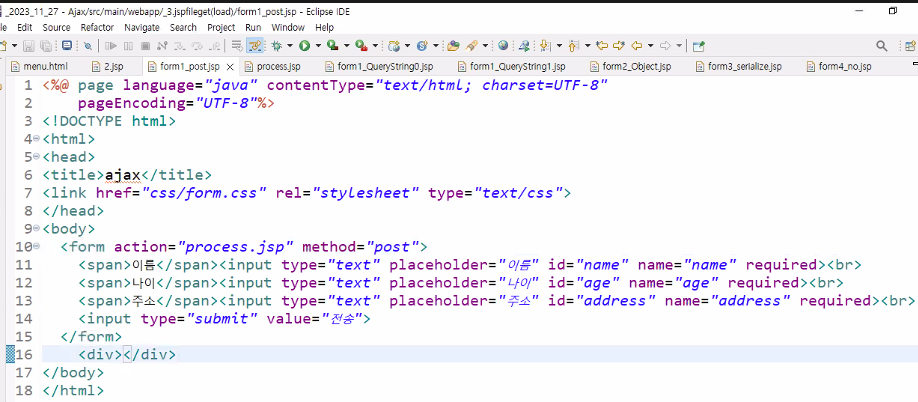 _2023_11_27 - Ajax/src/main/webapp/_3.jspfileget(load)/form1_post.jsp - Eclipse IDE
File Edit Source Refactor Navigate Search Project Run Window Help
menu.html 2.jsp form1_post.jsp process.jsp form1_QueryString0.jsp form1_QueryString1.jsp form2_Object.jsp form3_serialize.jsp form4_no.jsp
1 <%@ page language="java" contentType="text/html; charset=UTF-8"
2 pageEncoding="UTF-8"%>
3 <!DOCTYPE html>
4 <html>
5 <head>
6 <title>ajax</title>
7 <link href="css/form.css" rel="stylesheet" type="text/css">
8 </head>
9 <body>
10 <form action="process.jsp" method="post">
11 <span>이름</span><input type="text" placeholder="이름" id="name" name="name" required><br>
12 <span>나이</span><input type="text" placeholder="나이" id="age" name="age" required><br>
13 <span>주소</span><input type="text" placeholder="주소" id="address" name="address" required><br>
14 <input type="submit" value="전송">
15 </form>
16 <div></div>
17 </body>
18 </html>